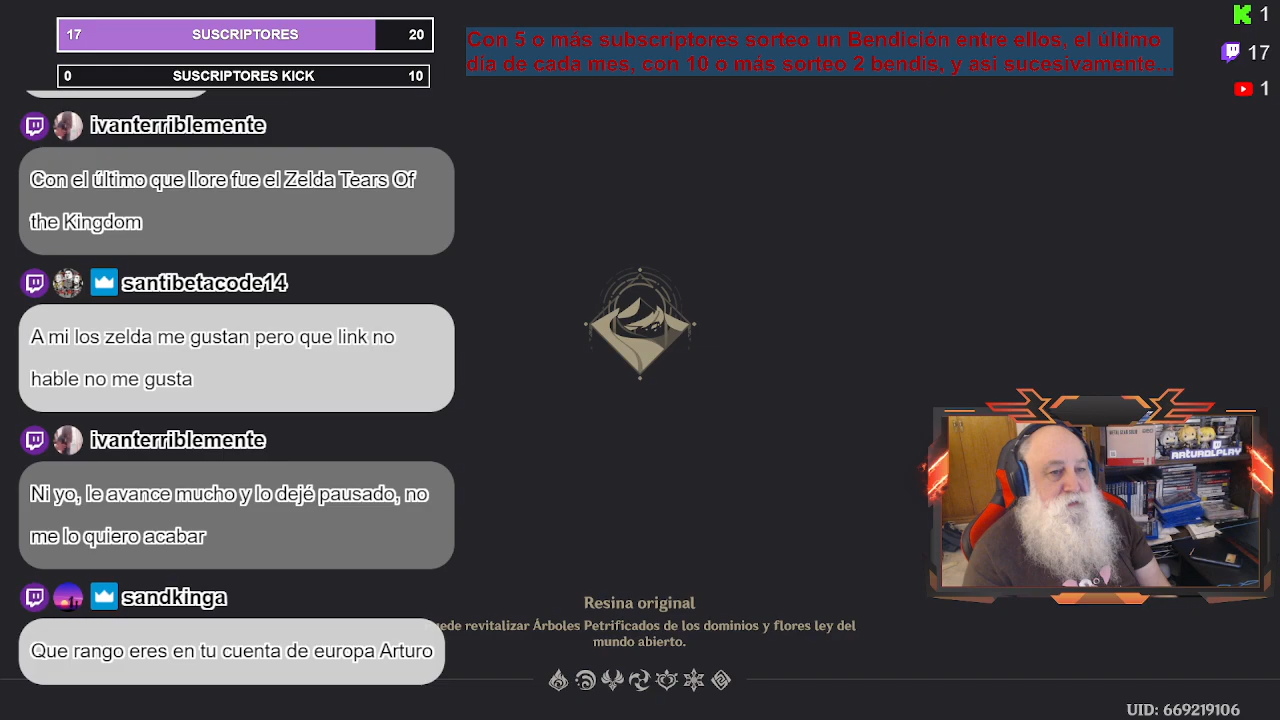 17 SUSCRIPTORES 20
0 SUSCRIPTORES KICK 10
Con 5 o más subscriptores sorteo un Bendición entre ellos, el último
día de cada mes, con 10 o más sorteo 2 bendis, y asi sucesivamente...
1
17
1
ivanterriblemente
Con el último que llore fue el Zelda Tears Of
the Kingdom
santibetacode14
A mi los zelda me gustan pero que link no
hable no me gusta
ivanterriblemente
Ni yo, le avance mucho y lo dejé pausado, no
me lo quiero acabar
sandkinga
Que rango eres en tu cuenta de europa Arturo
Resina original
uede revitalizar Árboles Petrificados de los dominios y flores ley del
mundo abierto.
ARTUROLPLAY
UID: 669219106